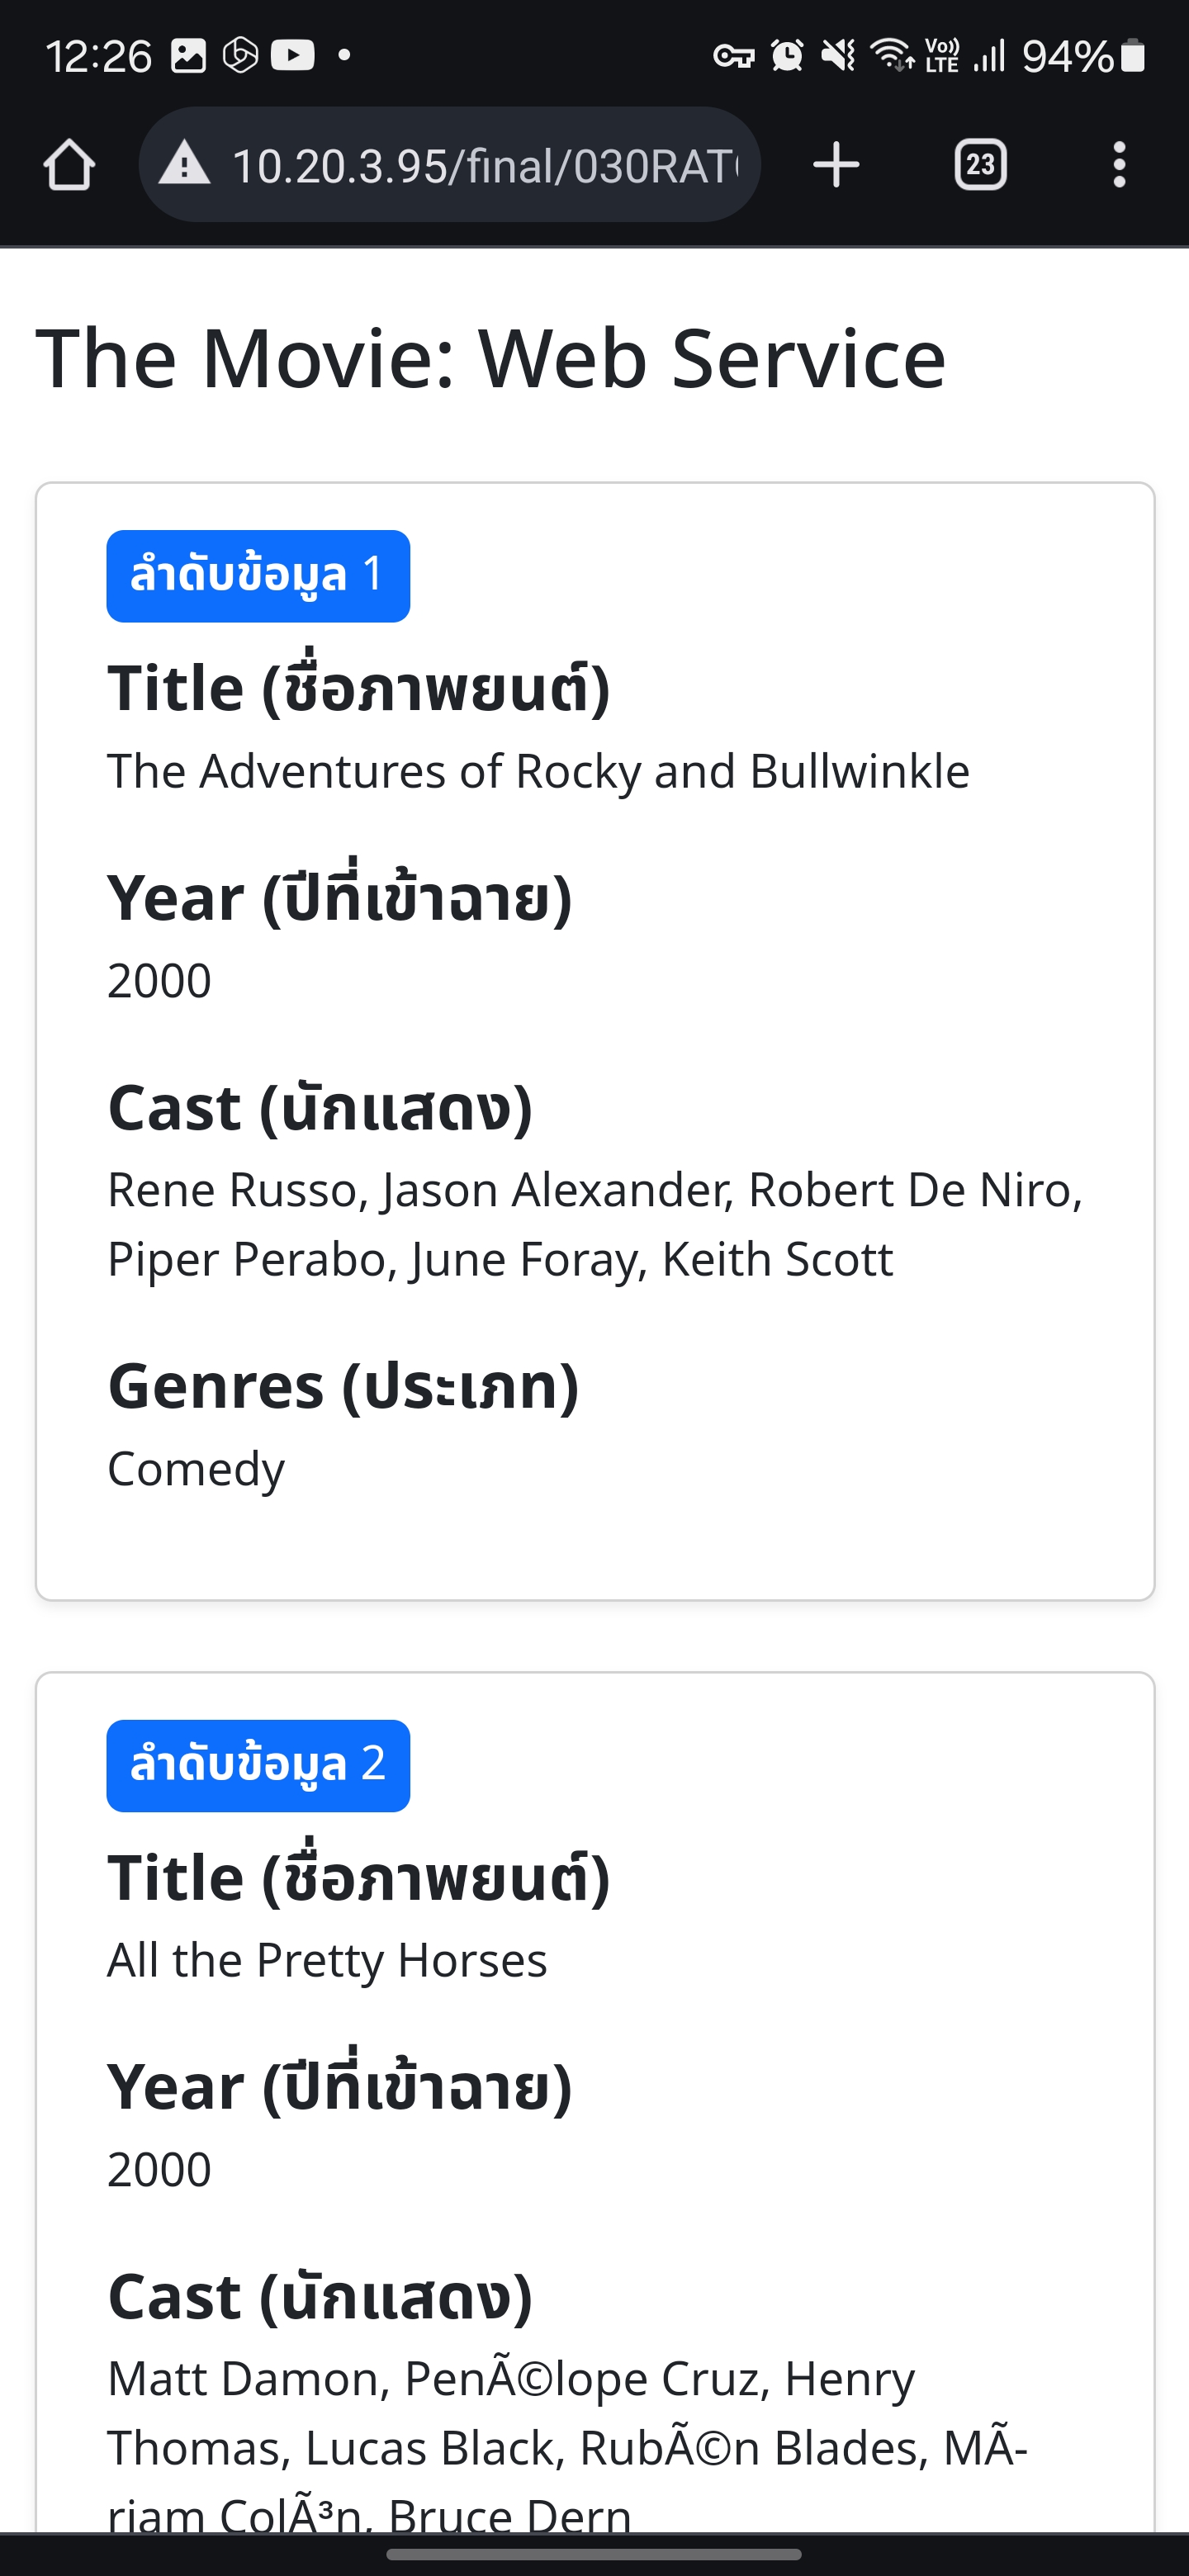 12:26
Vo))
LTE
94%
10.20.3.95/final/030RAT
23
The Movie: Web Service
ลำดับข้อมูล 1
Title (ชื่อภาพยนต์)
The Adventures of Rocky and Bullwinkle
Year (ปีที่เข้าฉาย)
2000
Cast (นักแสดง)
Rene Russo, Jason Alexander, Robert De Niro,
Piper Perabo, June Foray, Keith Scott
Genres (ประเภท)
Comedy
ลำดับข้อมูล 2
Title (ชื่อภาพยนต์)
All the Pretty Horses
Year (ปีที่เข้าฉาย)
2000
Cast (นักแสดง)
Matt Damon, PenÃ©lope Cruz, Henry
Thomas, Lucas Black, RubÃ©n Blades, MÃ-
riam ColÃ³n, Bruce Dern